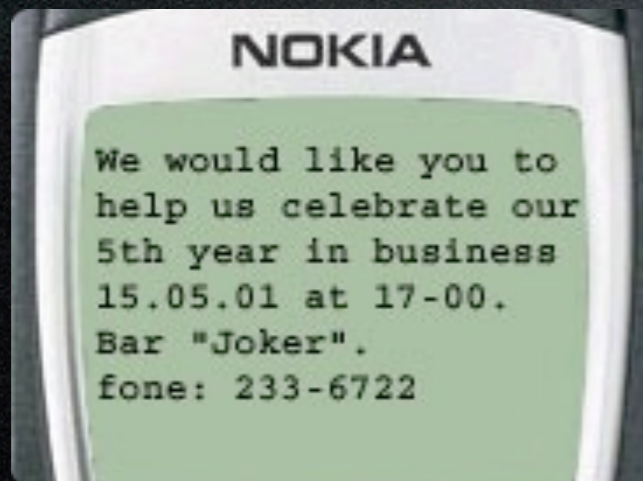 NOKIA
We would like you to
help us celebrate our
5th year in business
15.05.01 at 17-00.
Bar "Joker".
fone: 233-6722